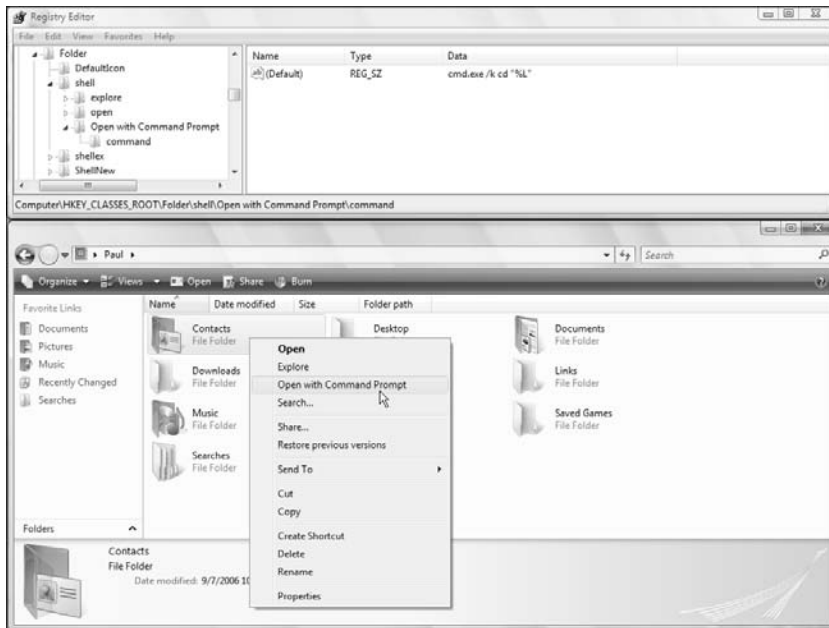 Registry Editor
File Edit View Favorites Help
Folder
DefaultIcon
shell
explore
open
Open with Command Prompt
command
shellex
ShellNew
Name Type Data
(Default) REG_SZ cmd.exe /k cd "%L"
Computer\HKEY_CLASSES_ROOT\Folder\shell\Open with Command Prompt\command
Paul
Search
Organize Views Open Share Burn
Favorite Links
Documents
Pictures
Music
Recently Changed
Searches
Folders
Name Date modified Size Folder path
Contacts
File Folder
Desktop
Documents
File Folder
Downloads
File Folder
Links
File Folder
Music
File Folder
Saved Games
File Folder
Searches
File Folder
Open
Explore
Open with Command Prompt
Search...
Share...
Restore previous versions
Send To
Cut
Copy
Create Shortcut
Delete
Rename
Properties
Contacts
File Folder
Date modified: 9/7/2006 10